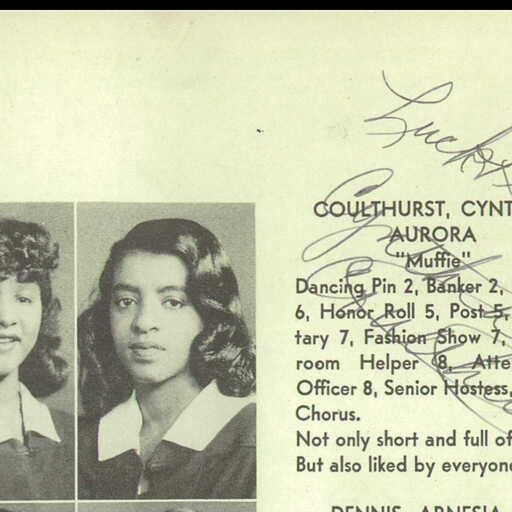 Lucky
COULTHURST, CYNT
AURORA
"Muffie"
Dancing Pin 2, Banker 2,
6, Honor Roll 5, Post 5,
tary 7, Fashion Show 7,
room Helper 8, Atte
Officer 8, Senior Hostess,
Chorus.
Not only short and full of
But also liked by everyone
DENNIS, ARNESIA